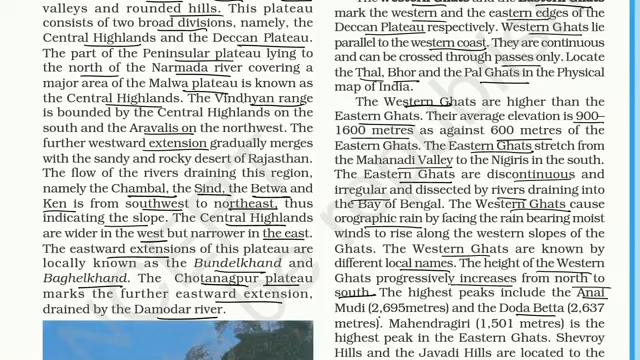 valleys and rounded hills. This plateau
consists of two broad divisions, namely, the
Central Highlands and the Deccan Plateau.
The part of the Peninsular plateau lying to
the north of the Narmada river covering a
major area of the Malwa plateau is known as
the Central Highlands. The Vindhyan range
is bounded by the Central Highlands on the
south and the Aravalis on the northwest. The
further westward extension gradually merges
with the sandy and rocky desert of Rajasthan.
The flow of the rivers draining this region,
namely the Chambal, the Sind, the Betwa and
Ken is from southwest to northeast, thus
indicating the slope. The Central Highlands
are wider in the west but narrower in the east.
The eastward extensions of this plateau are
locally known as the Bundelkhand and
Baghelkhand. The Chotanagpur plateau
marks the further eastward extension,
drained by the Damodar river.
The Western Ghats and the Eastern Ghats
mark the western and the eastern edges of the
Deccan Plateau respectively. Western Ghats lie
parallel to the western coast. They are continuous
and can be crossed through passes only. Locate
the Thal, Bhor and the Pal Ghats in the Physical
map of India.
The Western Ghats are higher than the
Eastern Ghats. Their average elevation is 900–
1600 metres as against 600 metres of the
Eastern Ghats. The Eastern Ghats stretch from
the Mahanadi Valley to the Nigiris in the south.
The Eastern Ghats are discontinuous and
irregular and dissected by rivers draining into
the Bay of Bengal. The Western Ghats cause
orographic rain by facing the rain bearing moist
winds to rise along the western slopes of the
Ghats. The Western Ghats are known by
different local names. The height of the Western
Ghats progressively increases from north to
south. The highest peaks include the Anai
Mudi (2,695metres) and the Doda Betta (2,637
metres). Mahendragiri (1,501 metres) is the
highest peak in the Eastern Ghats. Shevroy
Hills and the Javadi Hills are located to the